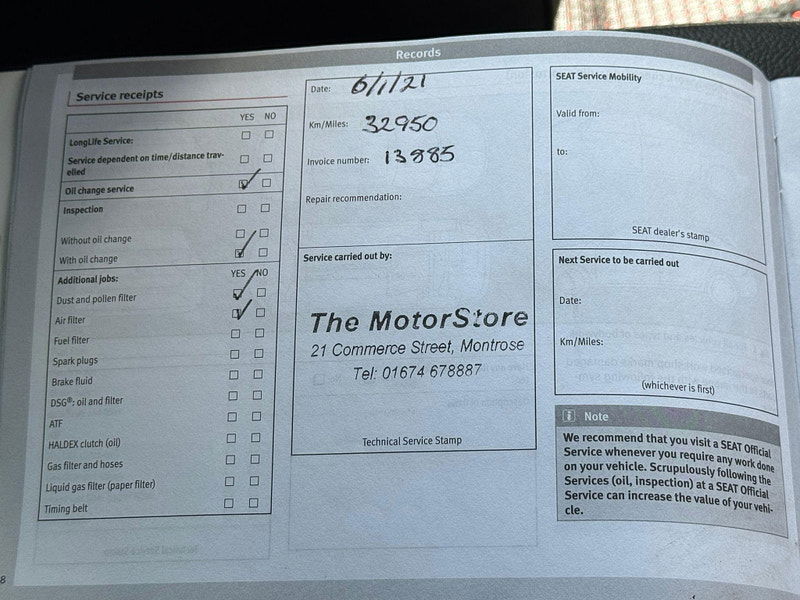 Records
Service receipts
YES NO
LongLife Service:
Service dependent on time/distance trav-
elled
Oil change service
Inspection
Without oil change
With oil change
Additional jobs: YES NO
Dust and pollen filter
Air filter
Fuel filter
Spark plugs
Brake fluid
DSG®: oil and filter
ATF
HALDEX clutch (oil)
Gas filter and hoses
Liquid gas filter (paper filter)
Timing belt
Date: 6/1/21
Km/Miles: 32950
Invoice number: 13885
Repair recommendation:
Service carried out by:
The MotorStore
21 Commerce Street, Montrose
Tel: 01674 678887
Technical Service Stamp
SEAT Service Mobility
Valid from:
to:
SEAT dealer's stamp
Next Service to be carried out
Date:
Km/Miles:
(whichever is first)
Note
We recommend that you visit a SEAT Official
Service whenever you require any work done
on your vehicle. Scrupulously following the
Services (oil, inspection) at a SEAT Official
Service can increase the value of your vehi-
cle.
8